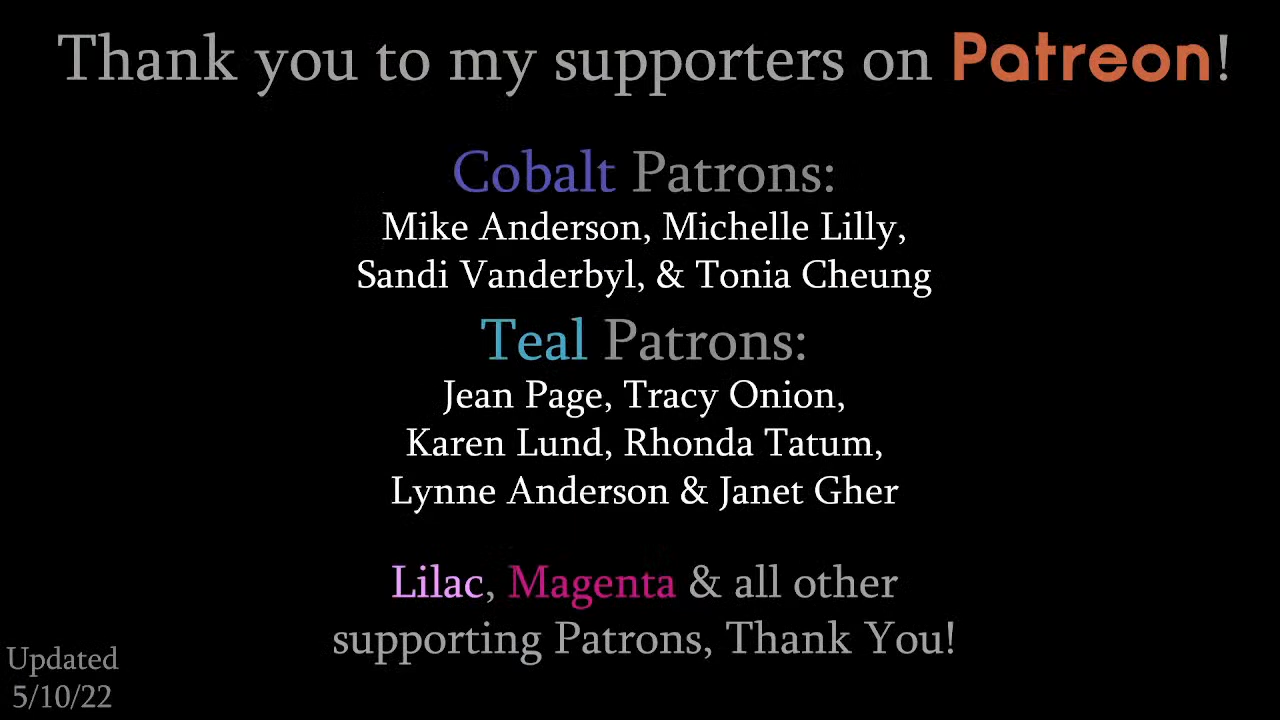 Thank you to my supporters on Patreon!
Cobalt Patrons:
Mike Anderson, Michelle Lilly,
Sandi Vanderbyl, & Tonia Cheung
Teal Patrons:
Jean Page, Tracy Onion,
Karen Lund, Rhonda Tatum,
Lynne Anderson & Janet Gher
Lilac, Magenta & all other
supporting Patrons, Thank You!
Updated
5/10/22